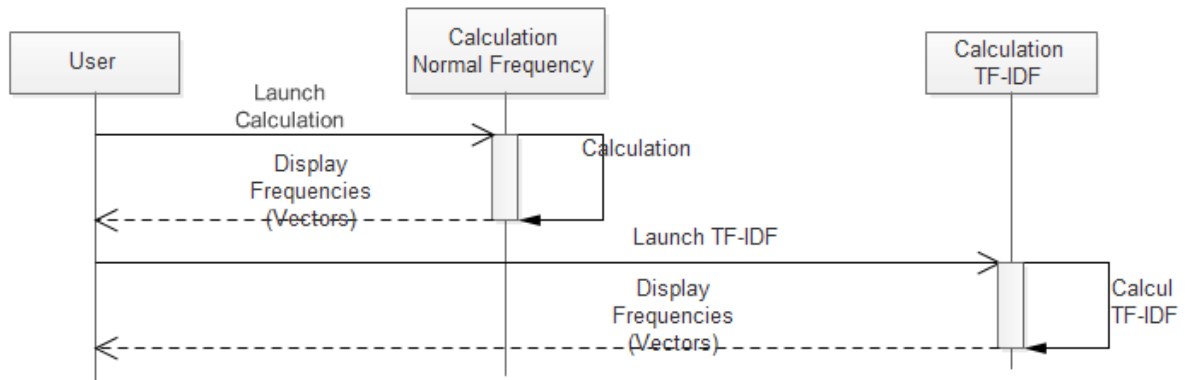 User
Calculation
Normal Frequency
Calculation
TF-IDF
Launch
Calculation
Calculation
Display
Frequencies
(Vectors)
Launch TF-IDF
Display
Frequencies
(Vectors)
Calcul
TF-IDF